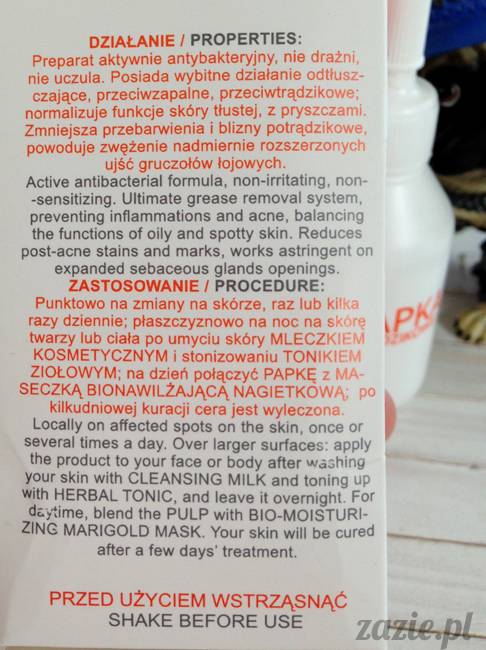 DZIAŁANIE / PROPERTIES:
Preparat aktywnie antybakteryjny, nie drażni,
nie uczula. Posiada wybitne działanie odtłusz-
czające, przeciwzapalne, przeciwtrądzikowe;
normalizuje funkcje skóry tłustej, z pryszczami.
Zmniejsza przebarwienia i blizny potrądzikowe,
powoduje zwężenie nadmiernie rozszerzonych
ujść gruczołów łojowych.
Active antibacterial formula, non-irritating, non-
-sensitizing. Ultimate grease removal system,
preventing inflammations and acne, balancing
the functions of oily and spotty skin. Reduces
post-acne stains and marks, works astringent on
expanded sebaceous glands openings.
ZASTOSOWANIE / PROCEDURE:
Punktowo na zmiany na skórze, raz lub kilka
razy dziennie; płaszczyznowo na noc na skórę
twarzy lub ciała po umyciu skóry MLECZKIEM
KOSMETYCZNYM i stonizowaniu TONIKIEM
ZIOŁOWYM; na dzień połączyć PAPKĘ z MA-
SECZKĄ BIONAWILŻAJĄCĄ NAGIETKOWĄ; po
kilkudniowej kuracji cera jest wyleczona.
Locally on affected spots on the skin, once or
several times a day. Over larger surfaces: apply
the product to your face or body after washing
your skin with CLEANSING MILK and toning up
with HERBAL TONIC, and leave it overnight. For
daytime, blend the PULP with BIO-MOISTURI-
ZING MARIGOLD MASK. Your skin will be cured
after a few days' treatment.
PRZED UŻYCIEM WSTRZĄSNĄĆ
SHAKE BEFORE USE
APKA
zazie.pl